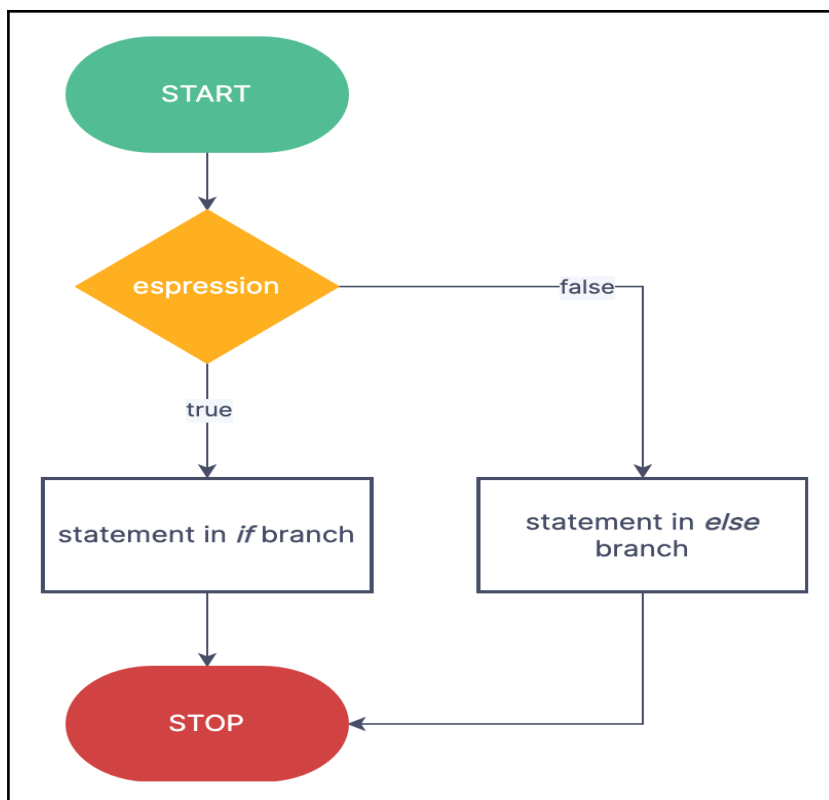 START
espression
false
true
statement in if branch
statement in else
branch
STOP